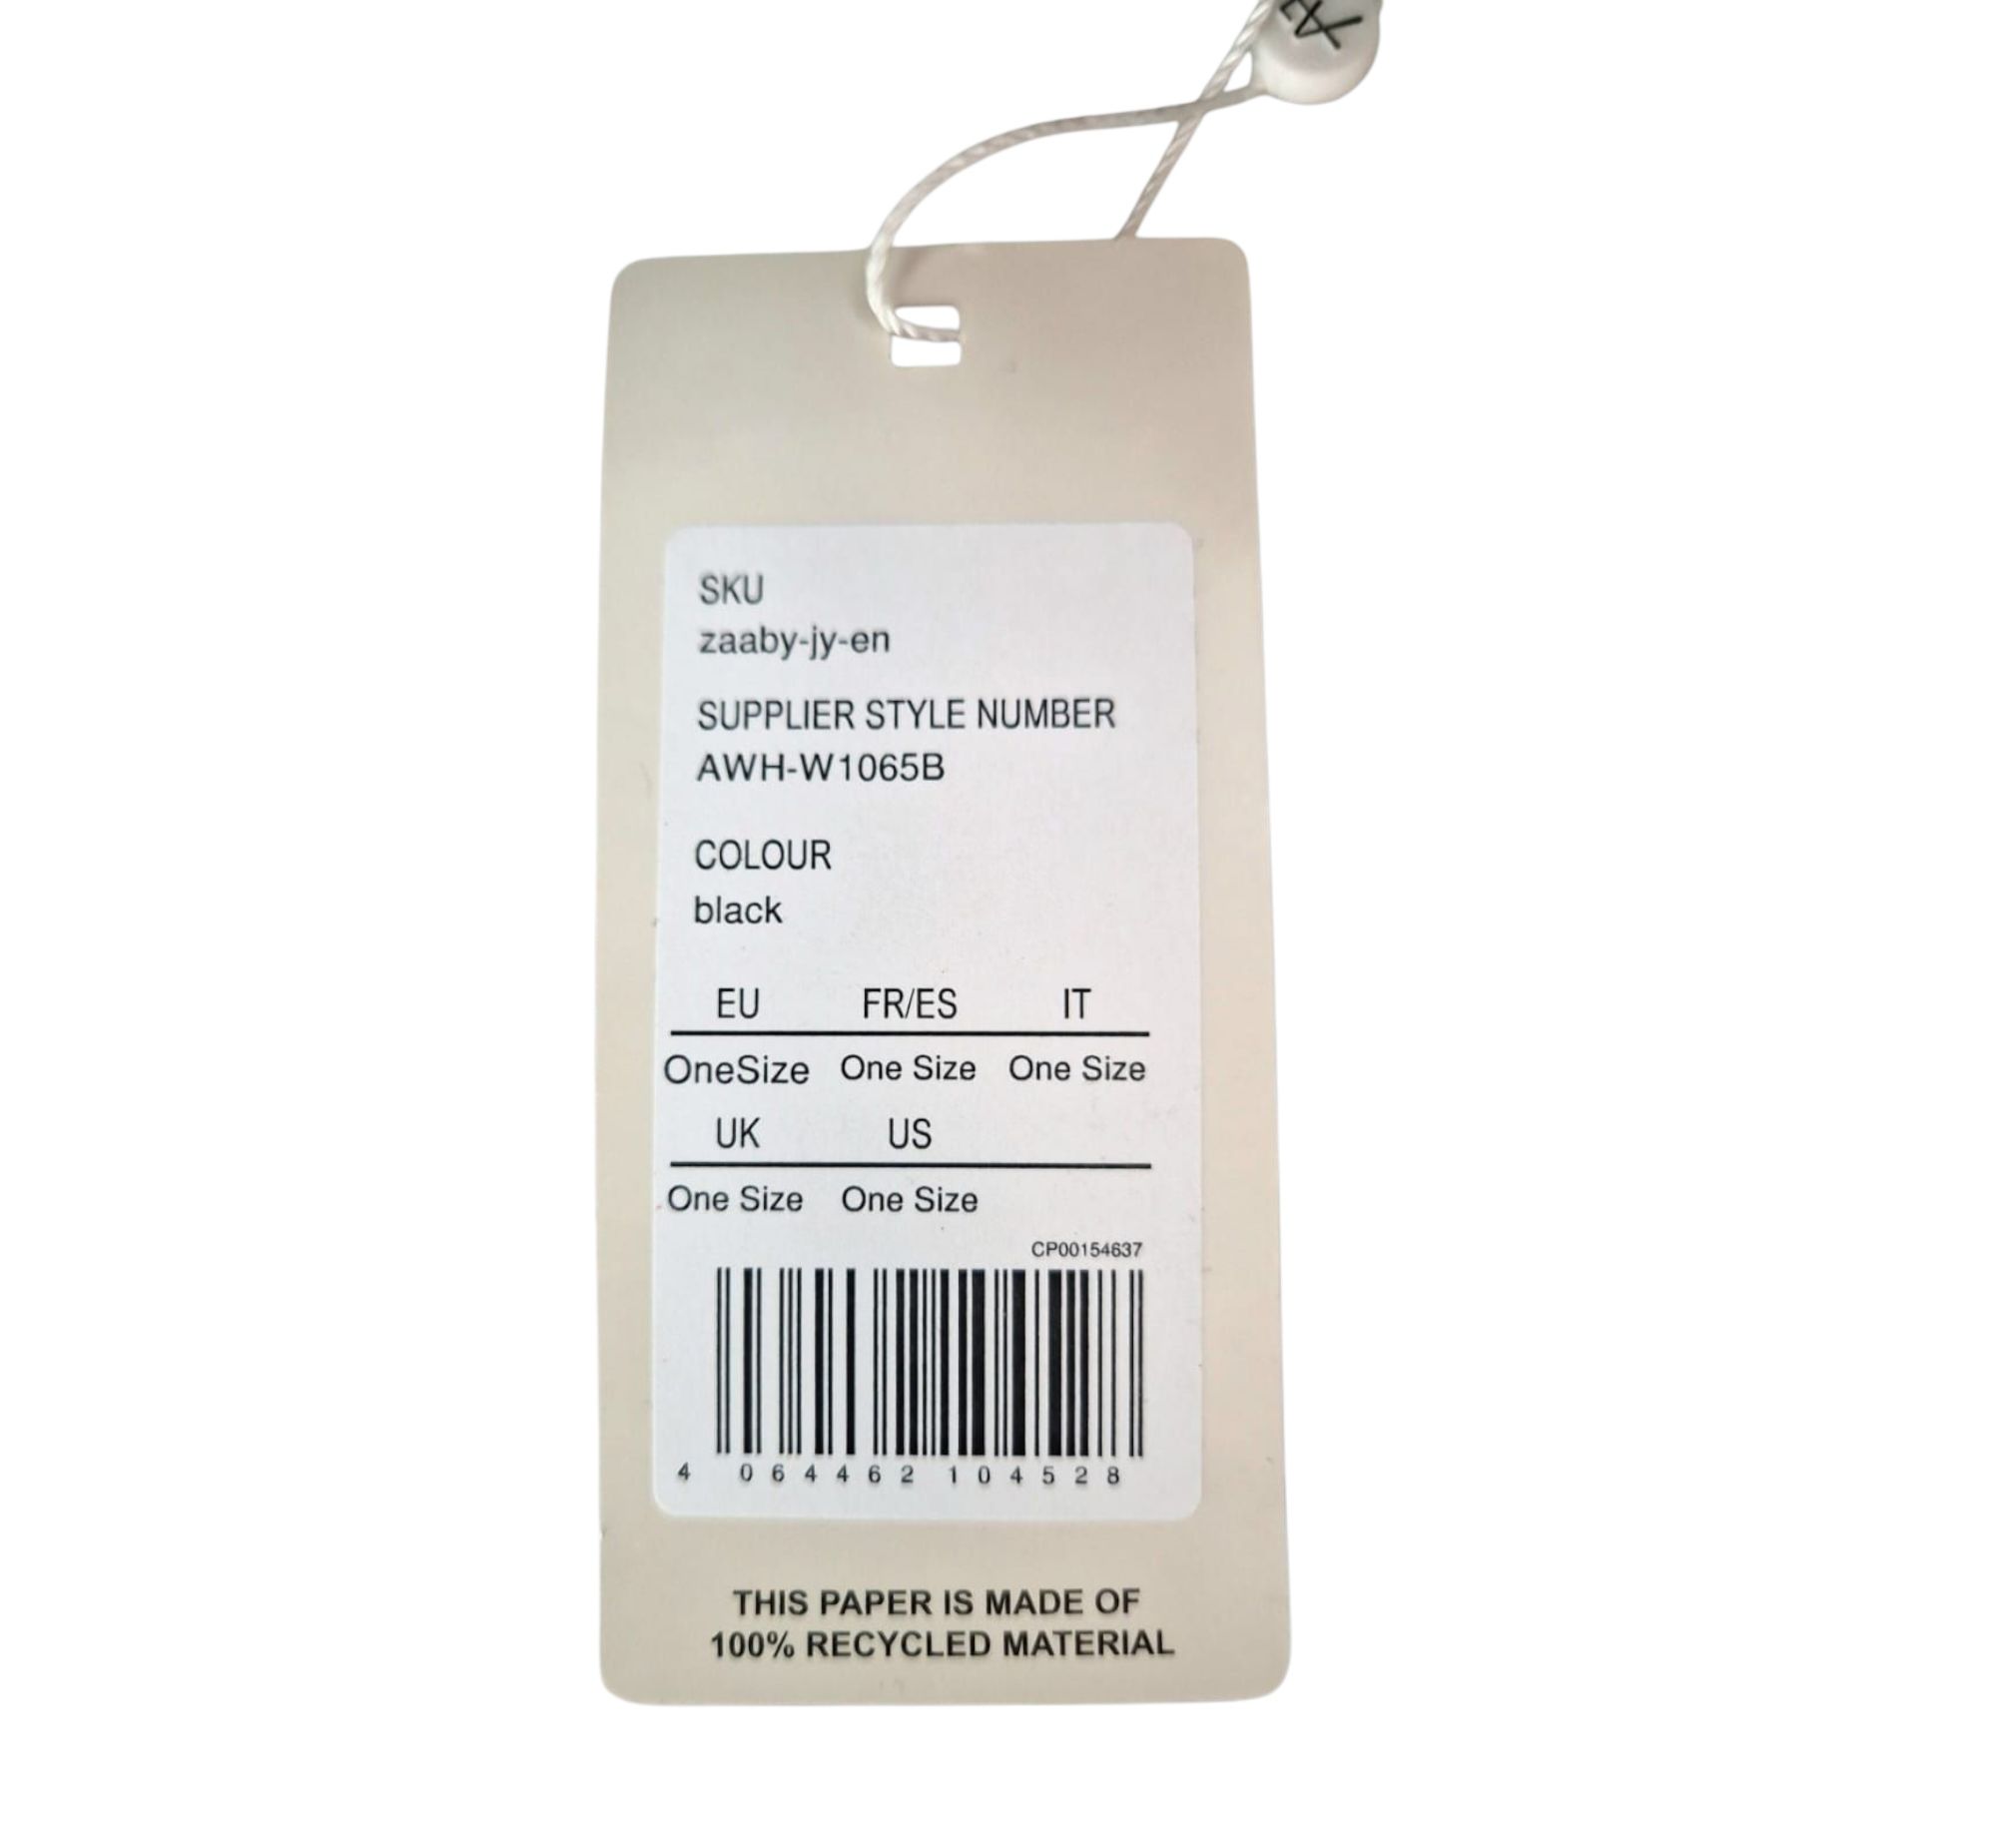 SKU
zaaby-jy-en
SUPPLIER STYLE NUMBER
AWH-W1065B
COLOUR
black
EU FR/ES IT
OneSize One Size One Size
UK US
One Size One Size
CP00154637
4 064462 104528
THIS PAPER IS MADE OF
100% RECYCLED MATERIAL